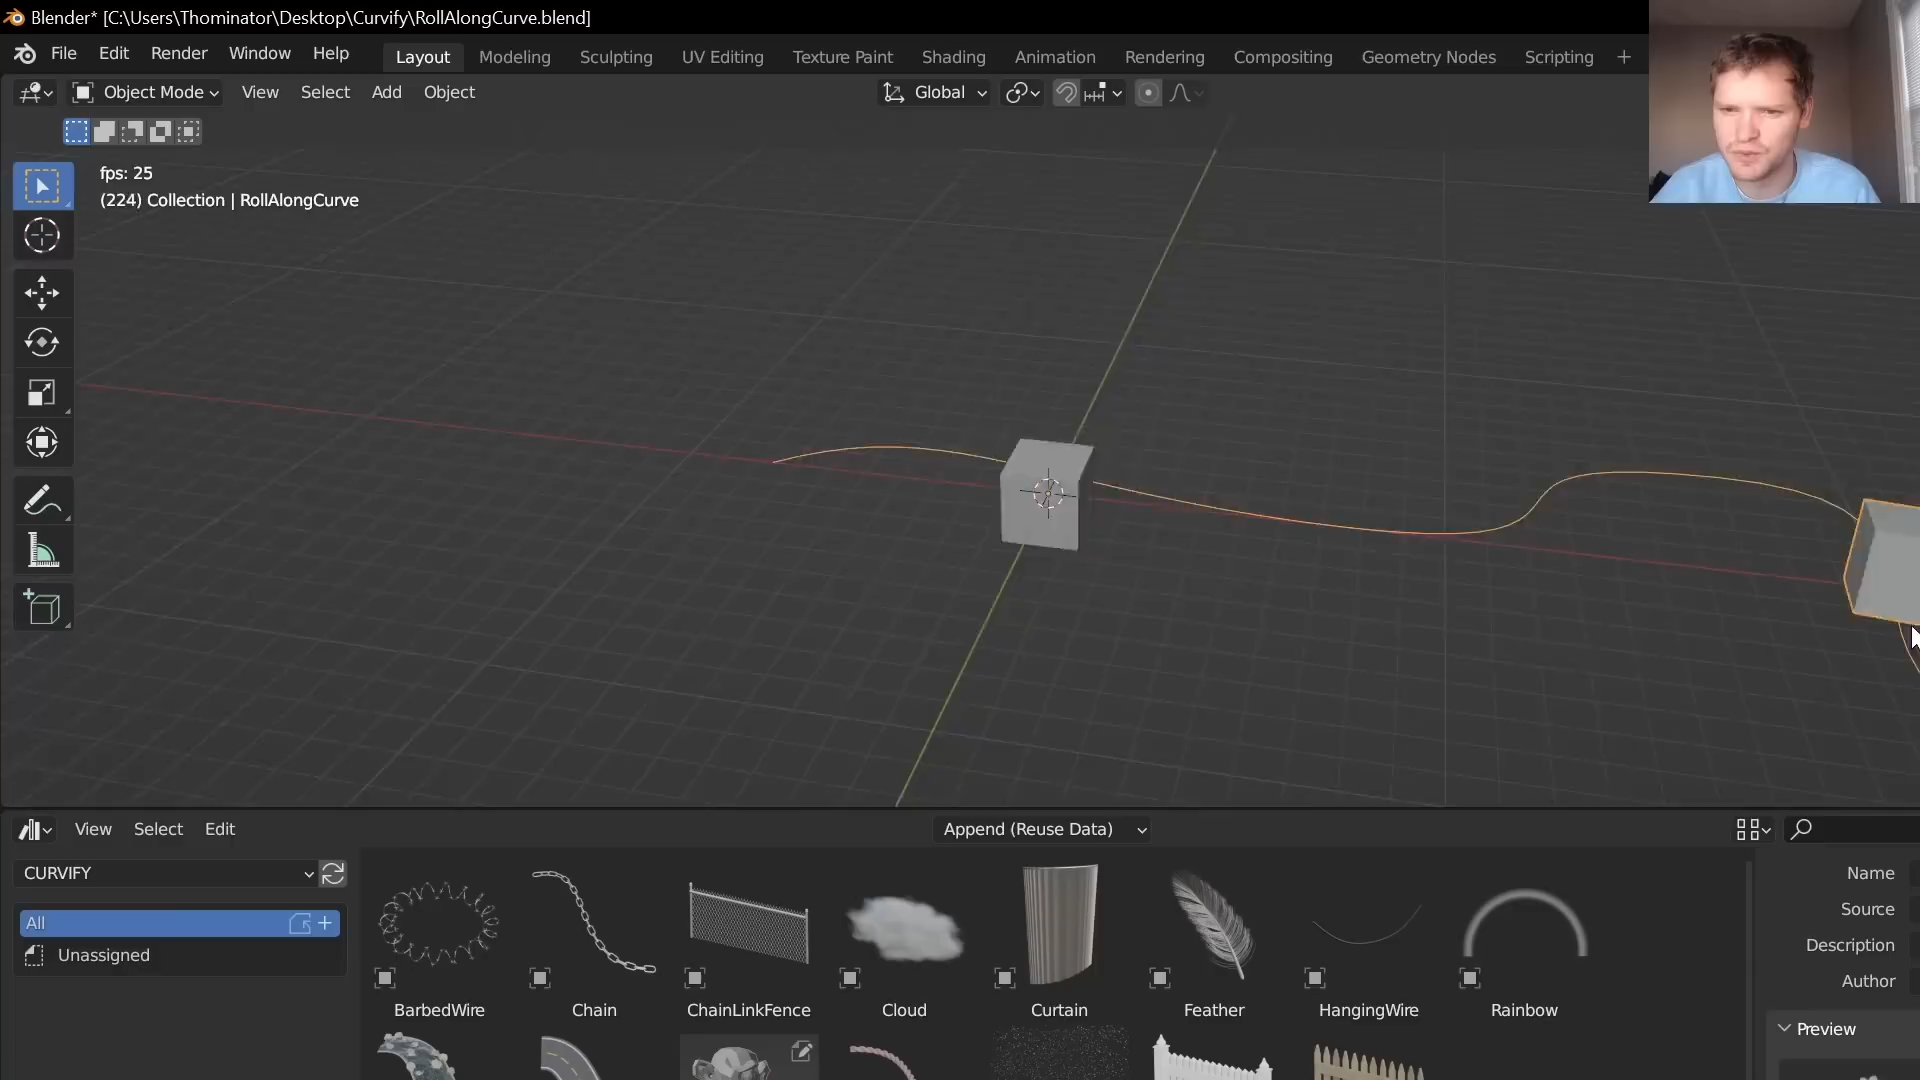 Blender* [C:\Users\Thominator\Desktop\Curvify\RollAlongCurve.blend]
File Edit Render Window Help Layout Modeling Sculpting UV Editing Texture Paint Shading Animation Rendering Compositing Geometry Nodes Scripting +
Object Mode View Select Add Object Global
fps: 25
(224) Collection | RollAlongCurve
View Select Edit Append (Reuse Data)
CURVIFY
All
Unassigned
BarbedWire Chain ChainLinkFence Cloud Curtain Feather HangingWire Rainbow
Name
Source
Description
Author
Preview